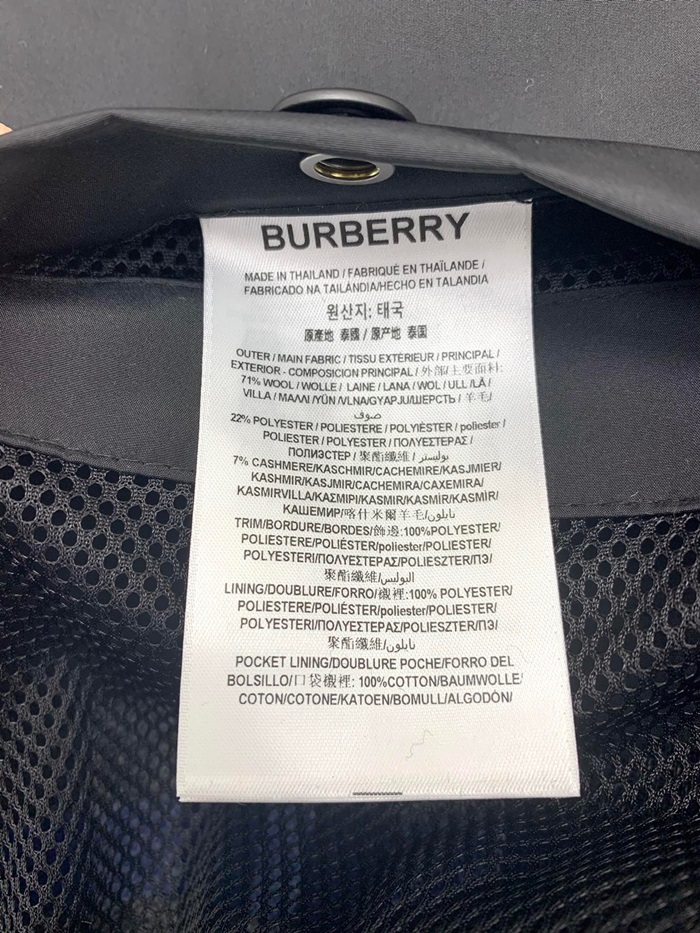 BURBERRY
MADE IN THAILAND / FABRIQUÉ EN THAÏLANDE /
FABRICADO NA TAILÂNDIA/HECHO EN TALANDIA
원산지: 태국
原產地 泰國 / 原产地 泰国
OUTER / MAIN FABRIC / TISSU EXTÉRIEUR / PRINCIPAL /
EXTERIOR - COMPOSICION PRINCIPAL / 外部/主要面料:
71% WOOL / WOLLE / LAINE / LANA / WOL / ULL /LÃ /
VILLA / ΜΑΛΛΙ /YÜN /VLNA/GYAPJU/ШЕРСТЬ / 羊毛/
صوف
22% POLYESTER / POLIESTERE / POLYIÉSTER / poliester /
POLIESTER / POLYESTER / ΠΟΛΥΕΣΤΕΡΑΣ /
ПОЛИЭСТЕР / 聚酯纖維 / بوليستر /
7% CASHMERE/KASCHMIR/CACHEMIRE/KASJMIER/
KASHMIR/KASJMIR/CACHEMIRA/CAXEMIRA/
KASMIRVILLA/ΚΑΣΜΙΡΙ/KASMIR/KASMÍR/KASMÍR/
КАШЕМИР/喀什米爾羊毛/نايلون/
TRIM/BORDURE/BORDES/飾邊:100%POLYESTER/
POLIESTERE/POLIÉSTER/poliester/POLIESTER/
POLYESTERI/ΠΟΛΥΕΣΤΕΡΑΣ/POLIESZTER/ПЭ/
聚酯纖維/البوليس/
LINING/DOUBLURE/FORRO/襯裡:100% POLYESTER/
POLIESTERE/POLIÉSTER/poliester/POLIESTER/
POLYESTERI/ΠΟΛΥΕΣΤΕΡΑΣ/POLIESZTER/ПЭ/
聚酯纖維/نايلون/
POCKET LINING/DOUBLURE POCHE/FORRO DEL
BOLSILLO/口袋襯裡: 100%COTTON/BAUMWOLLE/
COTON/COTONE/KATOEN/BOMULL/ALGODÓN/